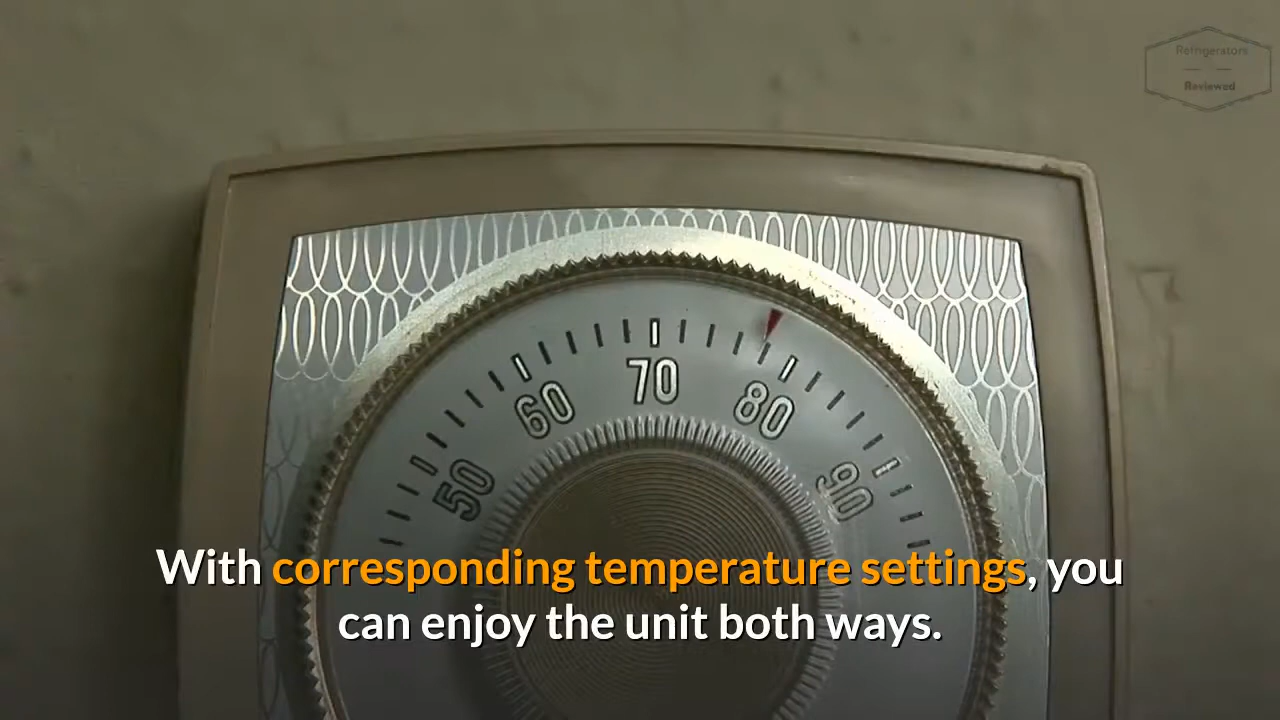 Refrigerators
Reviewed
70
60
80
50
90
With corresponding temperature settings, you
can enjoy the unit both ways.